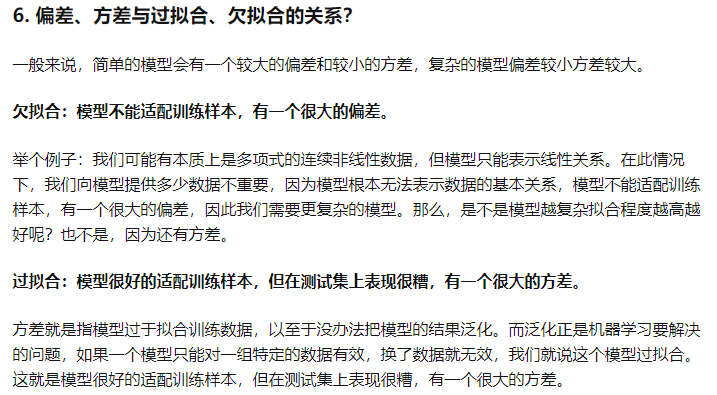 6. 偏差、方差与过拟合、欠拟合的关系？
一般来说，简单的模型会有一个较大的偏差和较小的方差，复杂的模型偏差较小方差较大。
欠拟合：模型不能适配训练样本，有一个很大的偏差。
举个例子：我们可能有本质上是多项式的连续非线性数据，但模型只能表示线性关系。在此情况
下，我们向模型提供多少数据不重要，因为模型根本无法表示数据的基本关系，模型不能适配训练
样本，有一个很大的偏差，因此我们需要更复杂的模型。那么，是不是模型越复杂拟合程度越高越
好呢？也不是，因为还有方差。
过拟合：模型很好的适配训练样本，但在测试集上表现很糟，有一个很大的方差。
方差就是指模型过于拟合训练数据，以至于没办法把模型的结果泛化。而泛化正是机器学习要解决
的问题，如果一个模型只能对一组特定的数据有效，换了数据就无效，我们就说这个模型过拟合。
这就是模型很好的适配训练样本，但在测试集上表现很糟，有一个很大的方差。